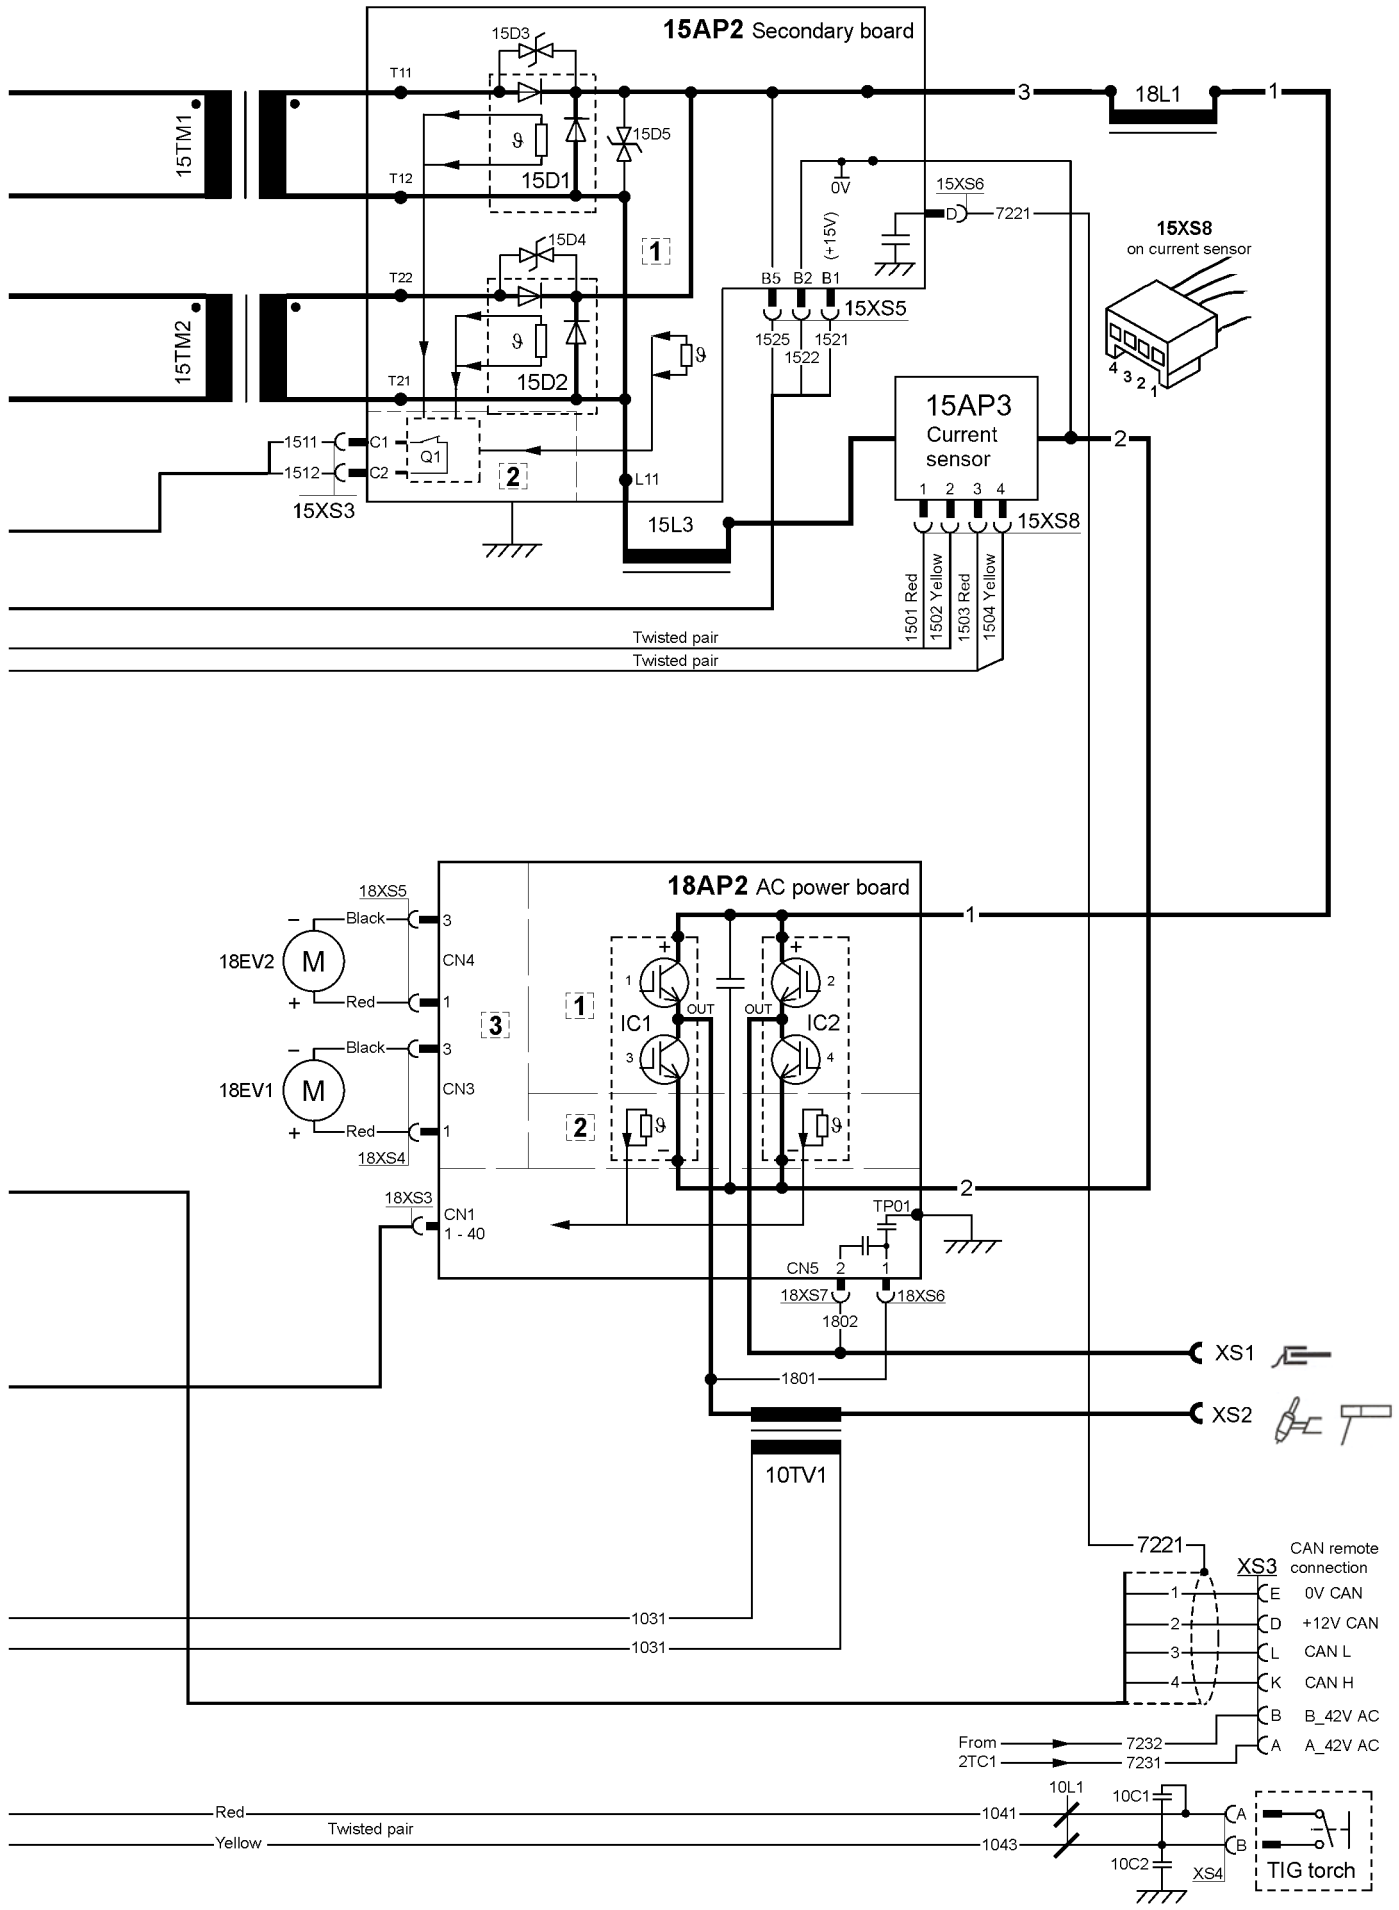 15AP2 Secondary board
15D3
T11
3
18L1
1
15TM1
ϑ
15D5
15D1
T12
0V
15XS6
D
7221
(+15V)
15XS8
on current sensor
15D4
1
T22
B5 B2 B1
15XS5
1525
1522
1521
15TM2
ϑ
ϑ
15D2
T21
4 3 2 1
15AP3
Current
sensor
2
1511
C1
Q1
1512
C2
2
L11
1 2 3 4
15XS3
15L3
15XS8
1501 Red
1502 Yellow
1503 Red
1504 Yellow
Twisted pair
Twisted pair
18AP2 AC power board
18XS5
Black
3
–
18EV2
M
CN4
+
Red
1
1
+
+
1
2
1
OUT
OUT
3
IC1
IC2
3
4
–
Black
3
18EV1
M
CN3
+
Red
1
18XS4
2
ϑ
ϑ
–
–
2
18XS3
CN1
1 - 40
TP01
CN5 2 1
18XS7
18XS6
1802
XS1
1801
XS2
10TV1
7221
CAN remote
connection
XS3
1
E
0V CAN
1031
2
D
+12V CAN
1031
3
L
CAN L
4
K
CAN H
B
B_42V AC
From
7232
A
A_42V AC
2TC1
7231
10L1
10C1
Red
1041
A
Twisted pair
Yellow
1043
B
10C2
XS4
TIG torch